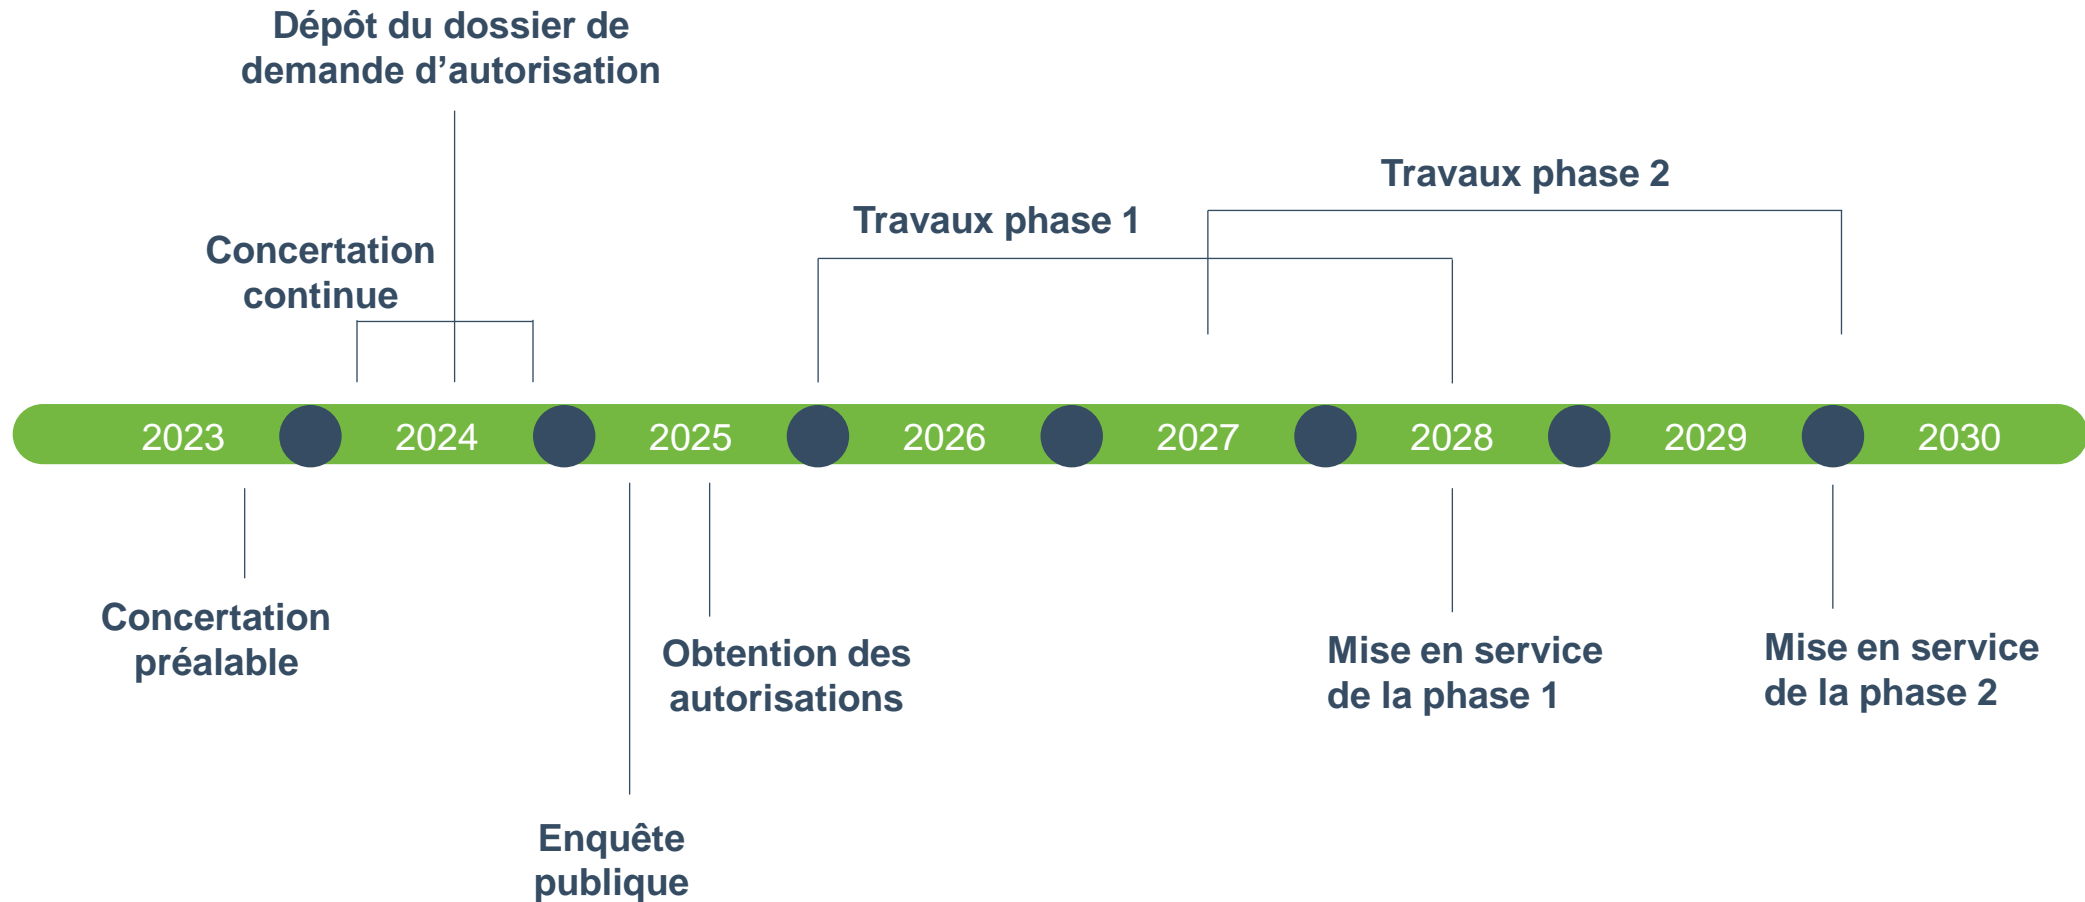 Dépôt du dossier de
demande d’autorisation
Travaux phase 2
Travaux phase 1
Concertation
continue
2023
2024
2025
2026
2027
2028
2029
2030
Concertation
préalable
Obtention des
autorisations
Mise en service
de la phase 1
Mise en service
de la phase 2
Enquête
publique